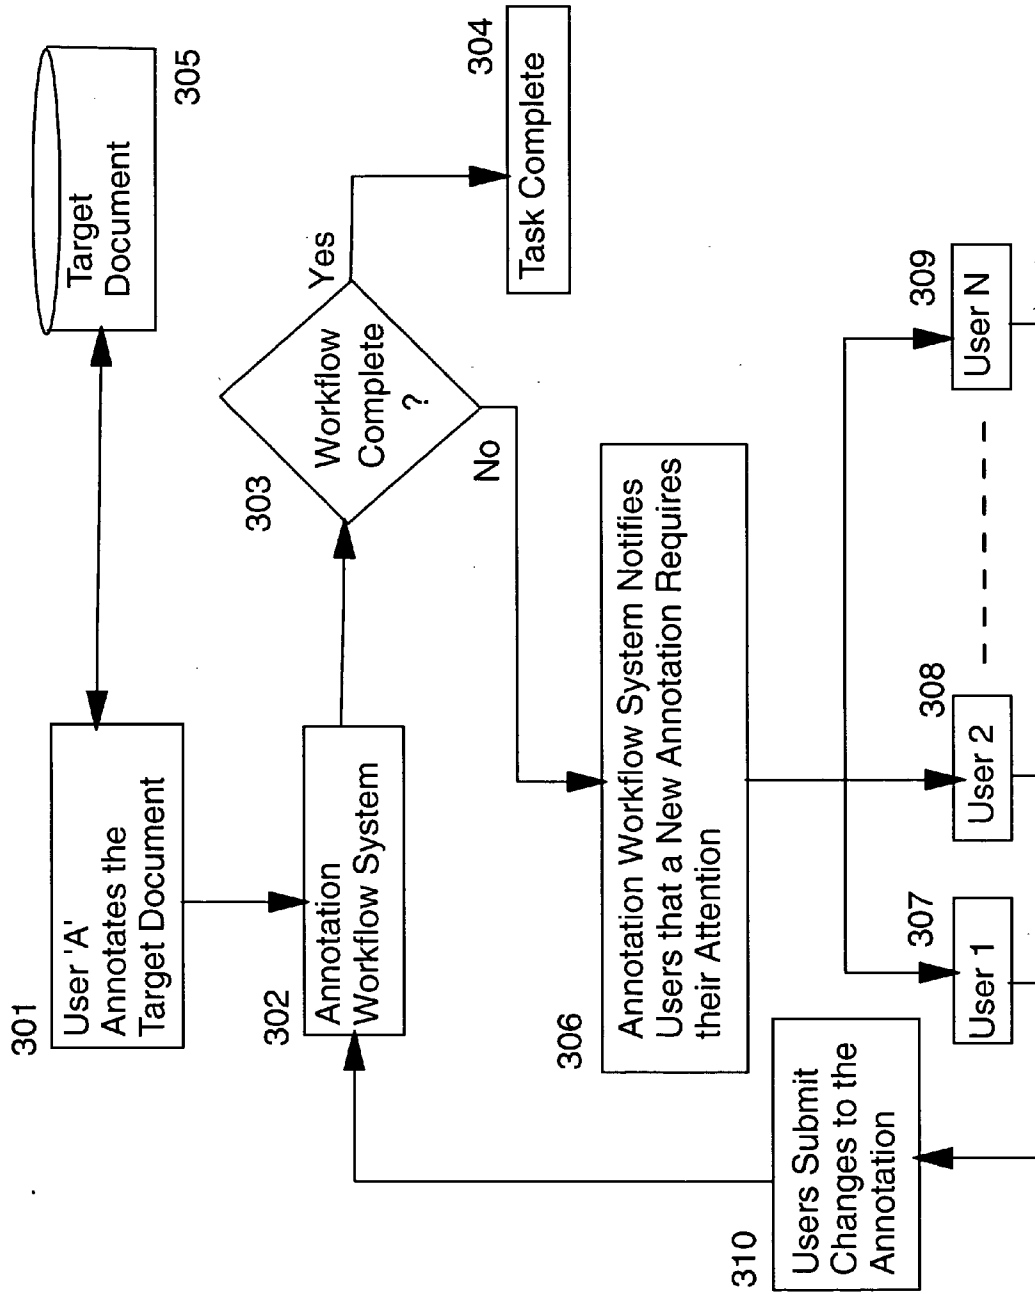 301
User 'A'
Annotates the
Target Document
Target
Document
305
302
Annotation
Workflow System
303
Workflow
Complete
?
Yes
No
304
Task Complete
306
Annotation Workflow System Notifies
Users that a New Annotation Requires
their Attention
310
Users Submit
Changes to the
Annotation
307
User 1
308
User 2
309
User N